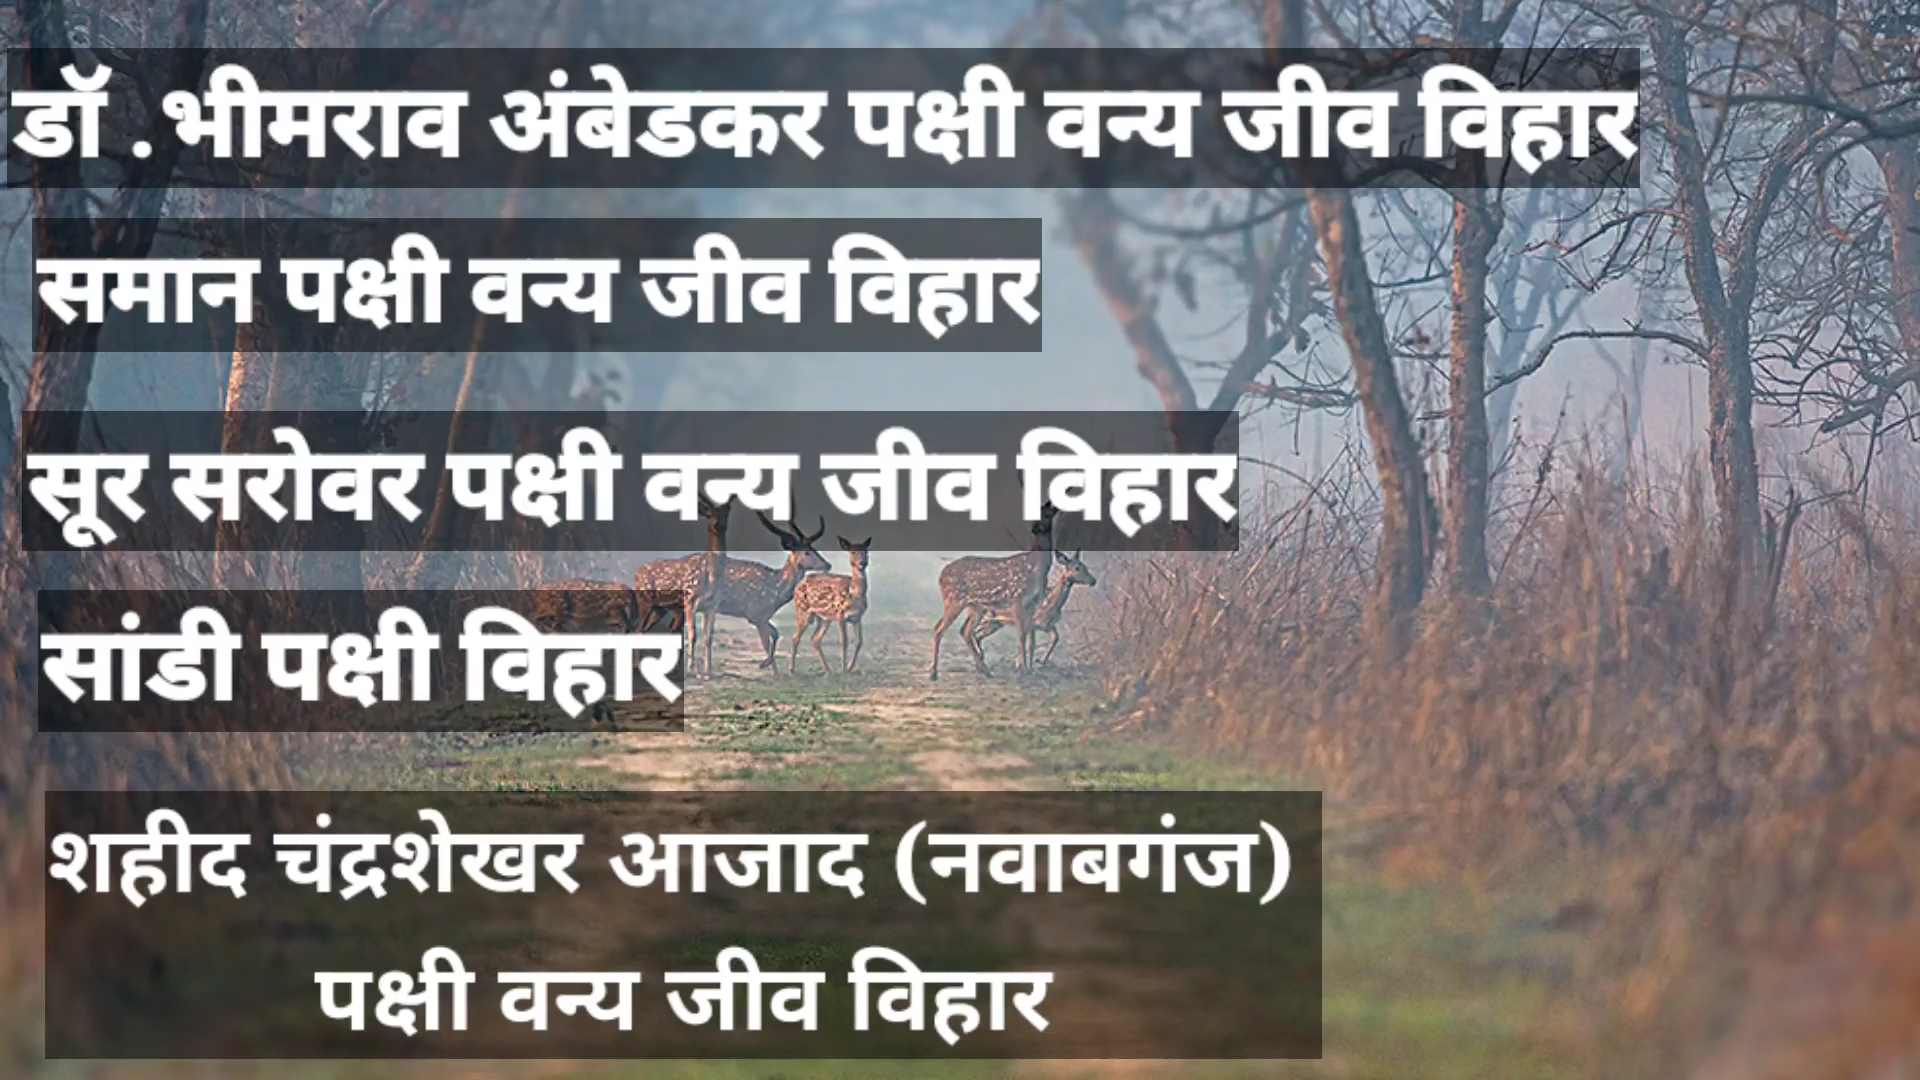 डॉ .भीमराव अंबेडकर पक्षी वन्य जीव विहार
समान पक्षी वन्य जीव विहार
सूर सरोवर पक्षी वन्य जीव विहार
सांडी पक्षी विहार
शहीद चंद्रशेखर आजाद (नवाबगंज)
पक्षी वन्य जीव विहार